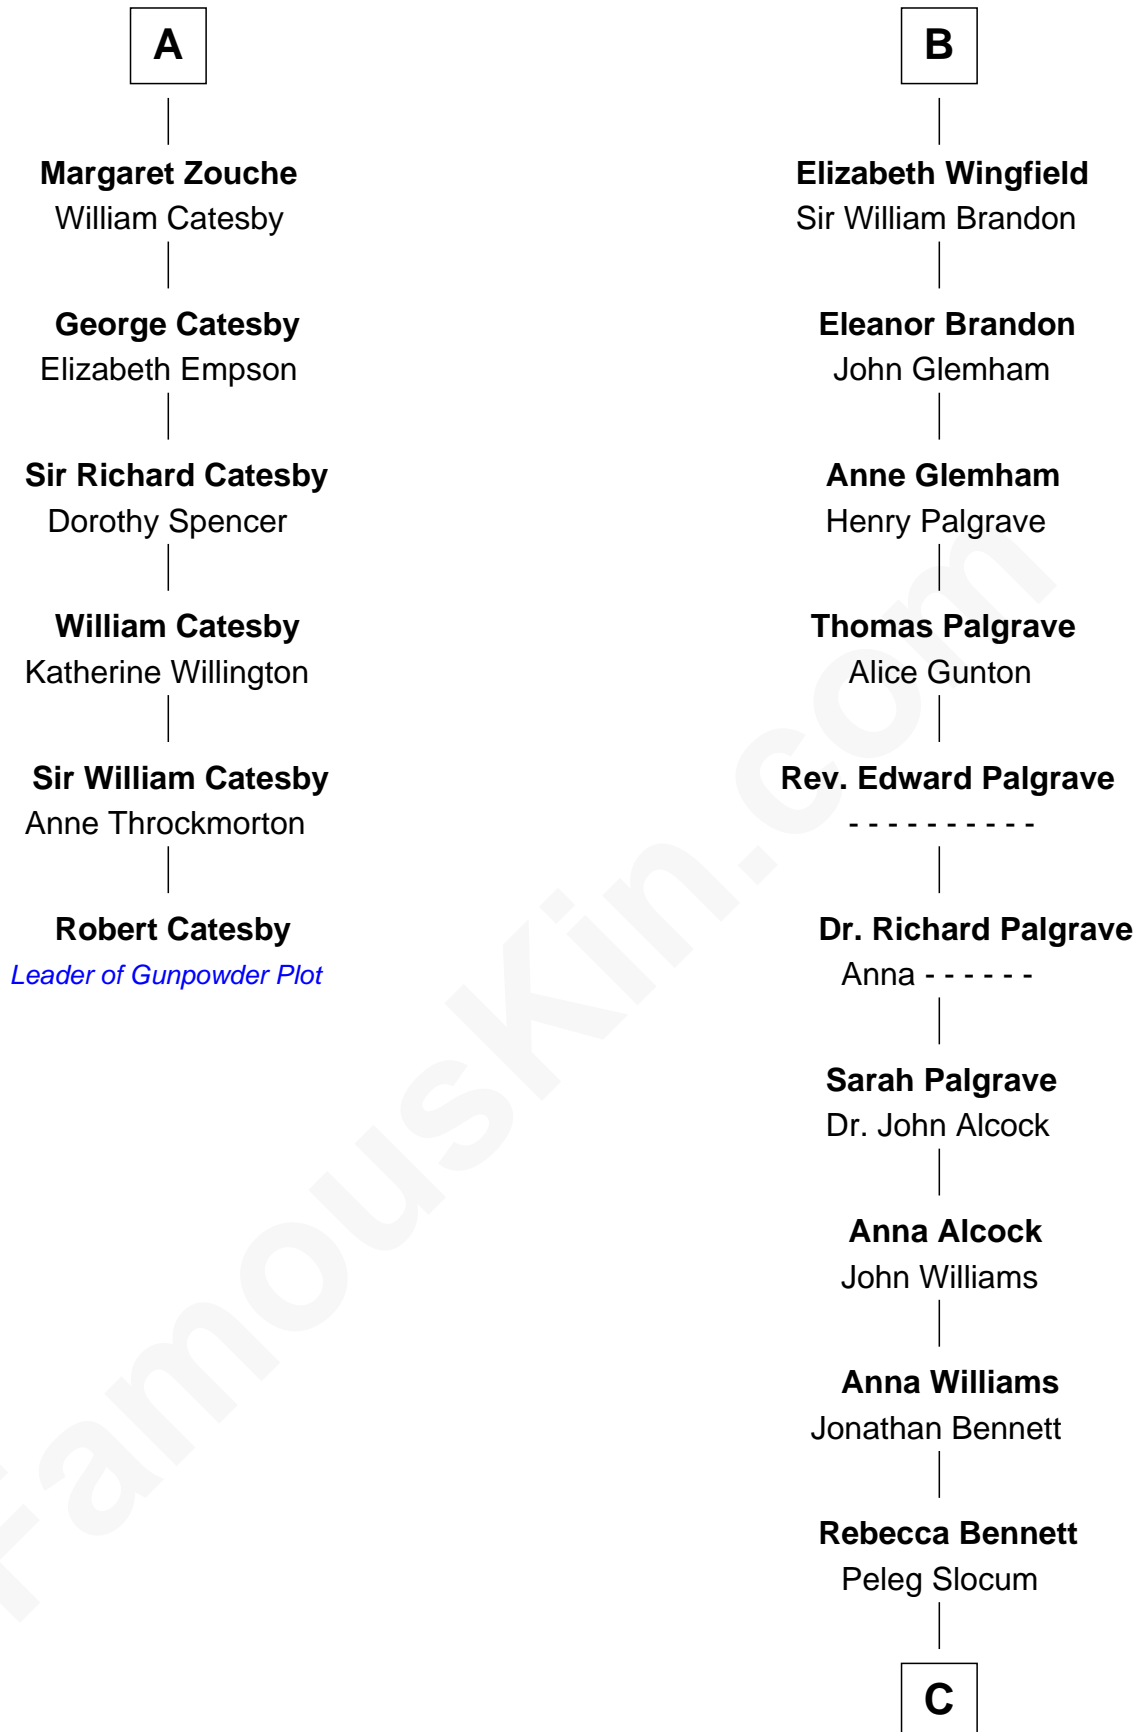 A
Margaret Zouche
William Catesby
George Catesby
Elizabeth Empson
Sir Richard Catesby
Dorothy Spencer
William Catesby
Katherine Willington
Sir William Catesby
Anne Throckmorton
Robert Catesby
Leader of Gunpowder Plot
B
Elizabeth Wingfield
Sir William Brandon
Eleanor Brandon
John Glemham
Anne Glemham
Henry Palgrave
Thomas Palgrave
Alice Gunton
Rev. Edward Palgrave
- - - - - - - - - -
Dr. Richard Palgrave
Anna - - - - - -
Sarah Palgrave
Dr. John Alcock
Anna Alcock
John Williams
Anna Williams
Jonathan Bennett
Rebecca Bennett
Peleg Slocum
C
FamousKin.com